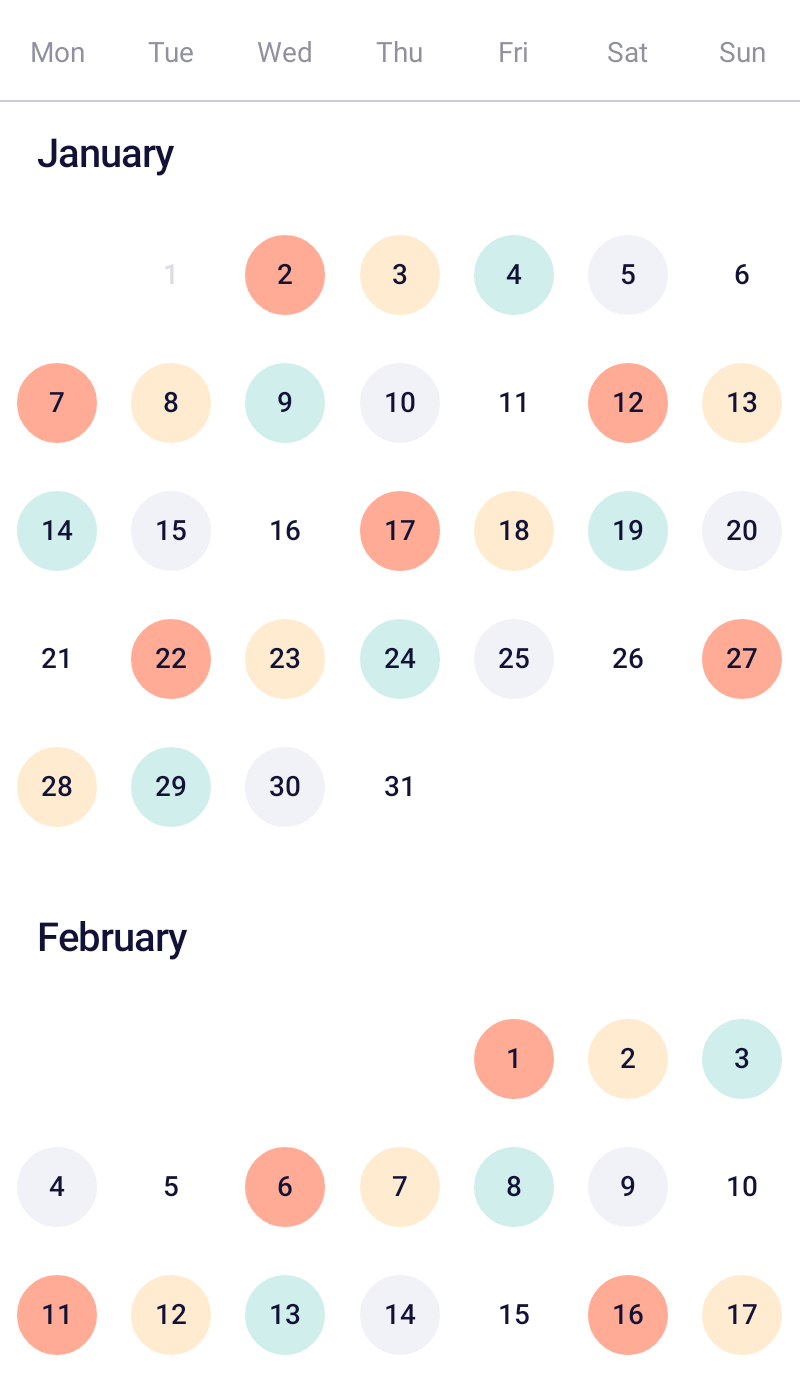 Mon Tue Wed Thu Fri Sat Sun
January
1 2 3 4 5 6
7 8 9 10 11 12 13
14 15 16 17 18 19 20
21 22 23 24 25 26 27
28 29 30 31
February
1 2 3
4 5 6 7 8 9 10
11 12 13 14 15 16 17